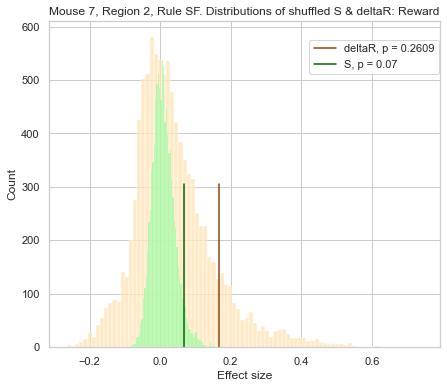 Mouse 7, Region 2, Rule SF. Distributions of shuffled S & deltaR: Reward
deltaR, p = 0.2609
S, p = 0.07
600
500
400
300
200
100
0
Count
−0.2
0.0
0.2
0.4
0.6
Effect size